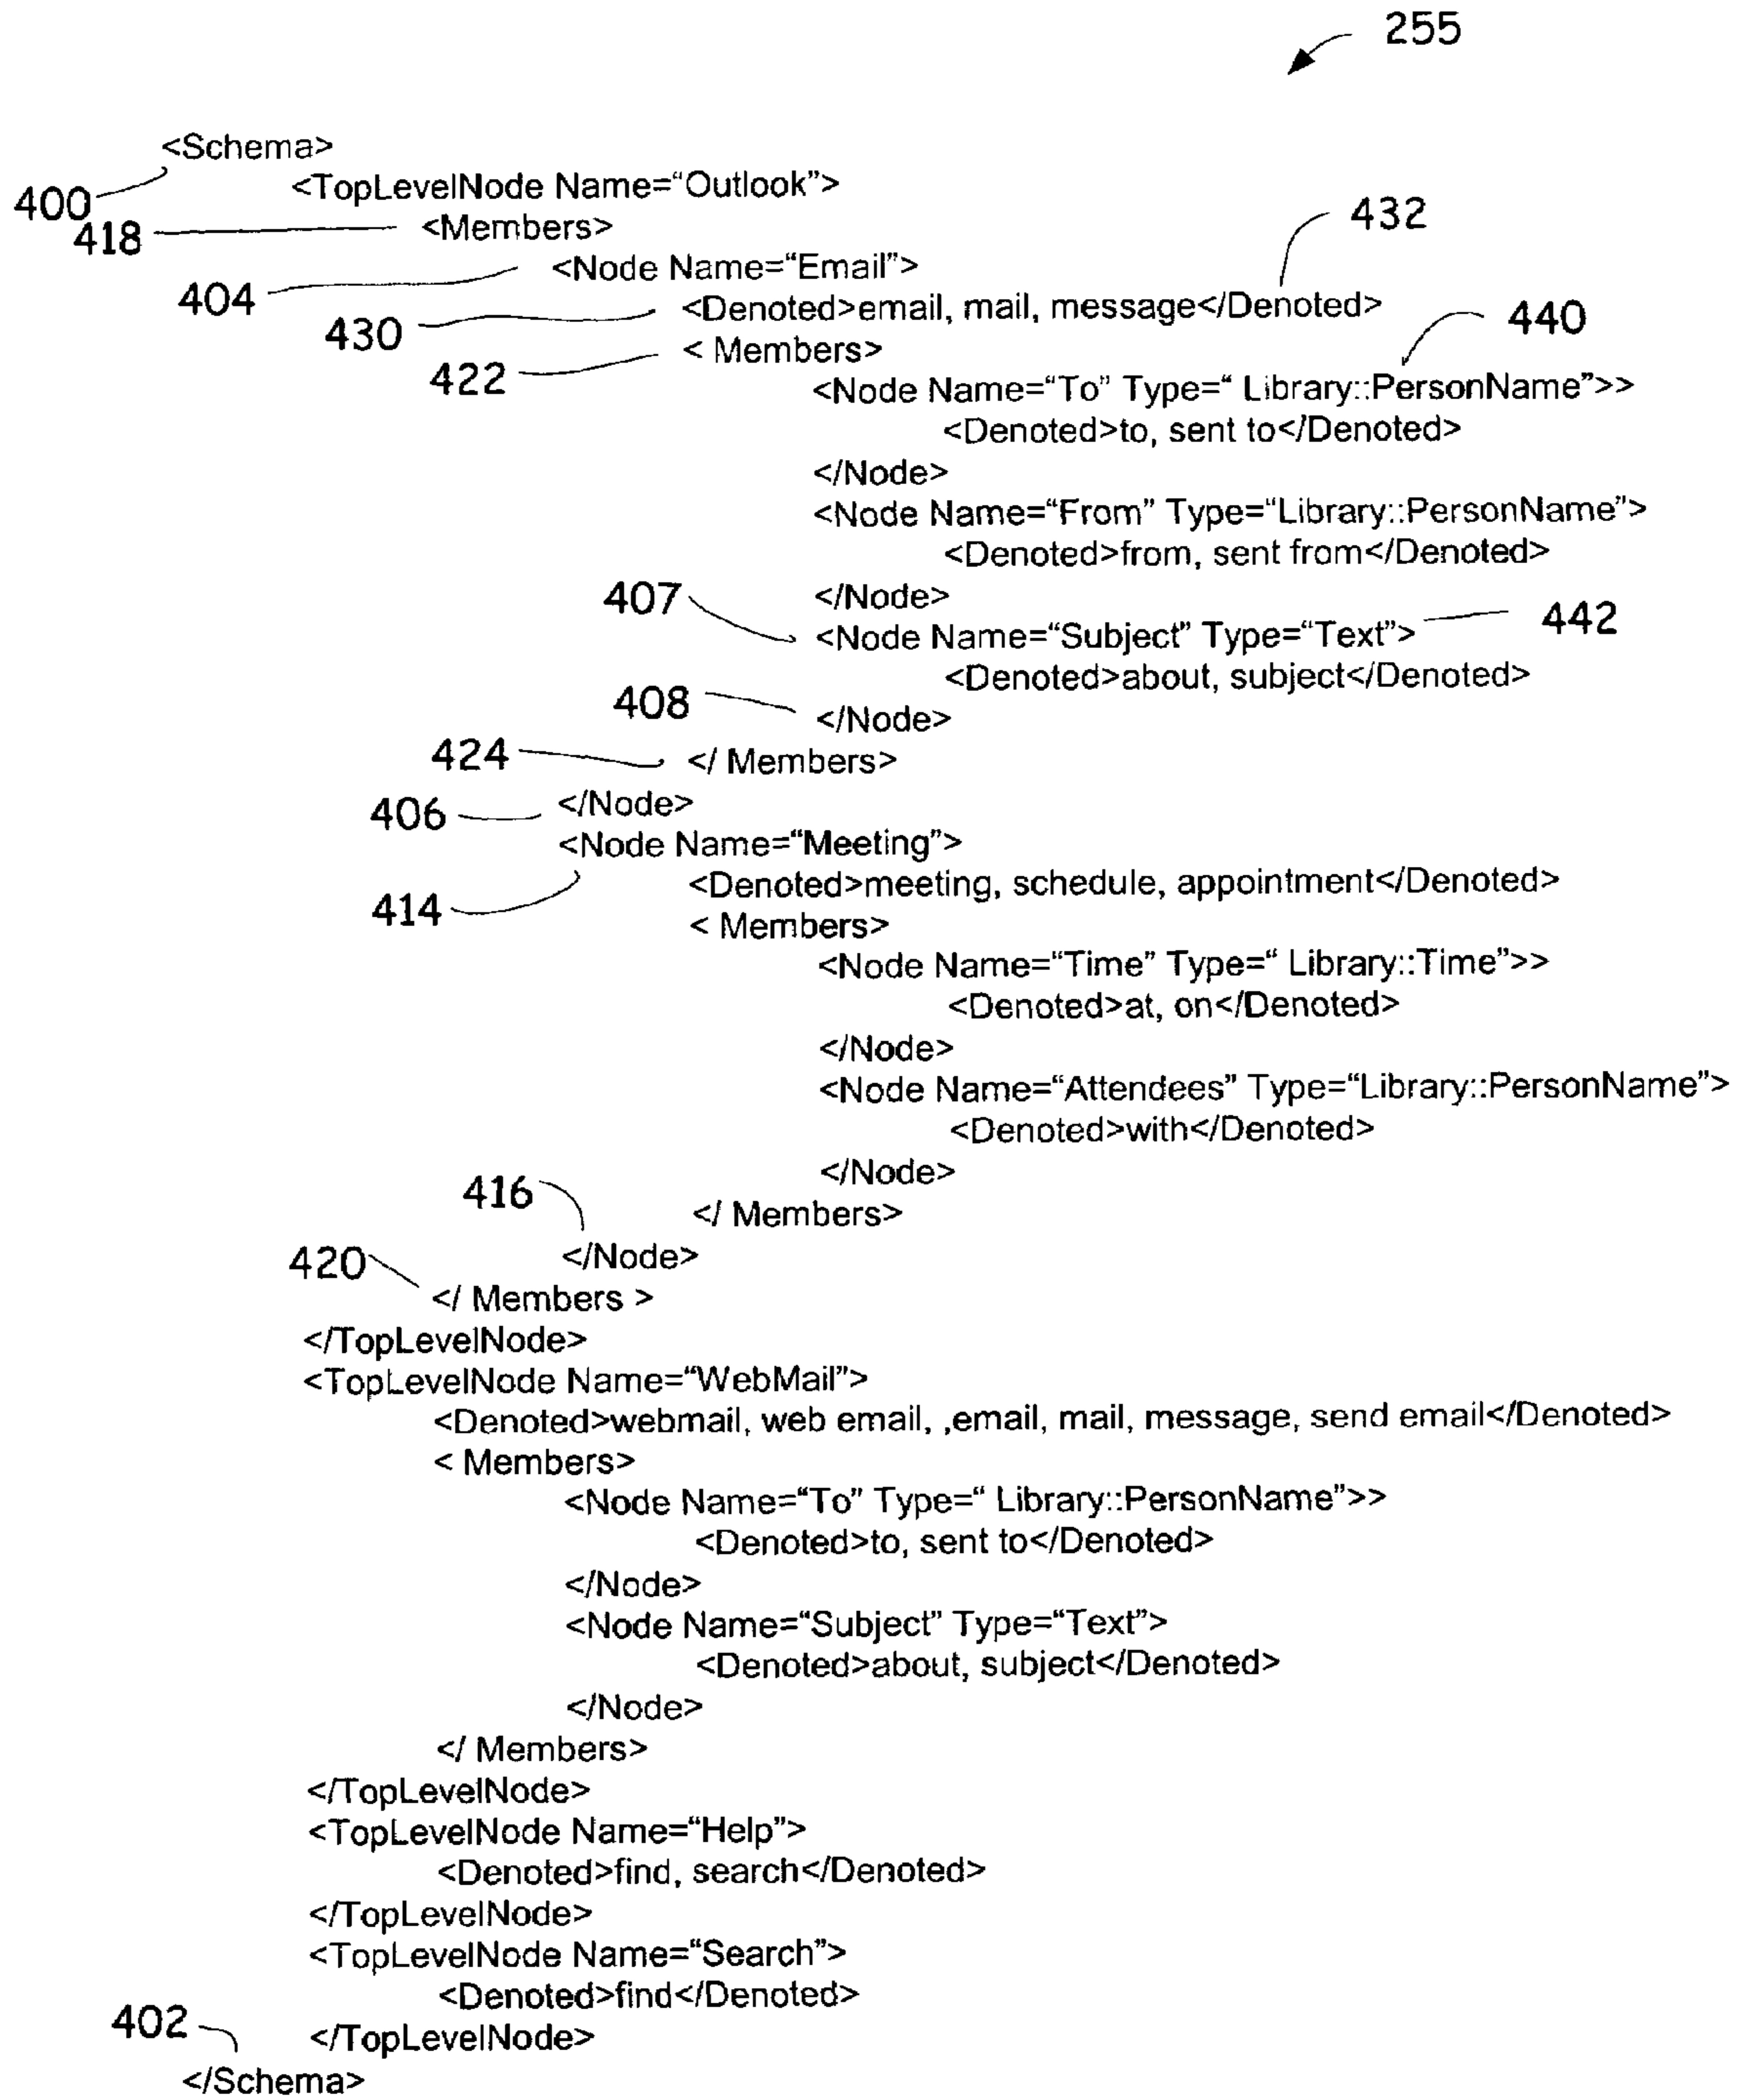 255
<Schema>
400
<TopLevelNode Name=“Outlook”>
418 <Members>
432
404 <Node Name=“Email”>
430 <Denoted>email, mail, message</Denoted>
440
422 < Members>
<Node Name=“To” Type=“ Library::PersonName”>>
<Denoted>to, sent to</Denoted>
</Node>
<Node Name=“From” Type=“Library::PersonName”>
<Denoted>from, sent from</Denoted>
407 </Node>
<Node Name=“Subject” Type=“Text”> 442
<Denoted>about, subject</Denoted>
408 </Node>
424 </ Members>
406 </Node>
<Node Name=“Meeting”>
414 <Denoted>meeting, schedule, appointment</Denoted>
< Members>
<Node Name=“Time” Type=“ Library::Time”>>
<Denoted>at, on</Denoted>
</Node>
<Node Name=“Attendees” Type=“Library::PersonName”>
<Denoted>with</Denoted>
</Node>
416 </ Members>
420 </Node>
</ Members >
</TopLevelNode>
<TopLevelNode Name=“WebMail”>
<Denoted>webmail, web email, ,email, mail, message, send email</Denoted>
< Members>
<Node Name=“To” Type=“ Library::PersonName”>>
<Denoted>to, sent to</Denoted>
</Node>
<Node Name=“Subject” Type=“Text”>
<Denoted>about, subject</Denoted>
</Node>
</ Members>
</TopLevelNode>
<TopLevelNode Name=“Help”>
<Denoted>find, search</Denoted>
</TopLevelNode>
<TopLevelNode Name=“Search”>
<Denoted>find</Denoted>
402 </TopLevelNode>
</Schema>